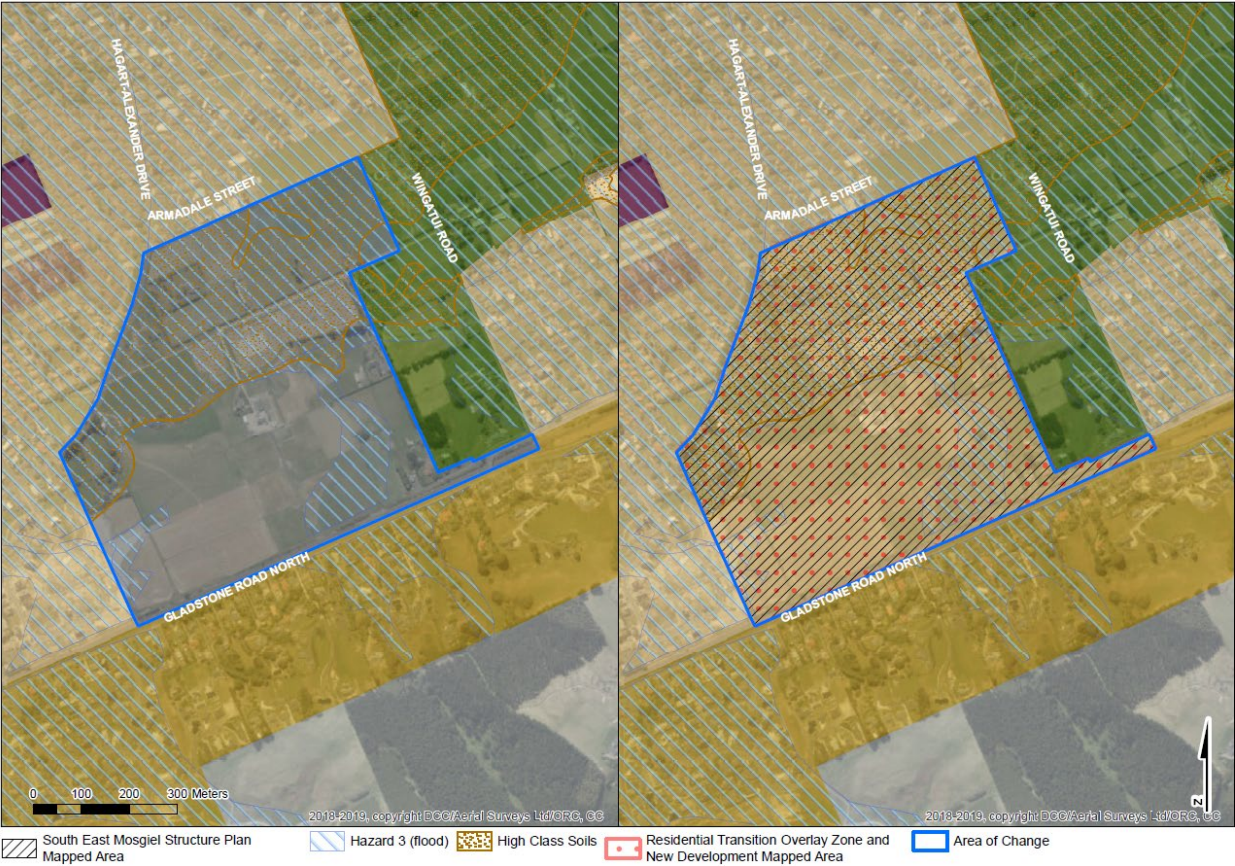 HAGART-ALEXANDER DRIVE
ARMADALE STREET
WINGATUI ROAD
GLADSTONE ROAD NORTH
0 100 200 300 Meters
2018-2019, copyright DCC/Aerial Surveys Ltd/ORC, CC
HAGART-ALEXANDER DRIVE
ARMADALE STREET
WINGATUI ROAD
GLADSTONE ROAD NORTH
N
2018-2019, copyright DCC/Aerial Surveys Ltd/ORC, CC
South East Mosgiel Structure Plan
Mapped Area
Hazard 3 (flood)
High Class Soils
Residential Transition Overlay Zone and
New Development Mapped Area
Area of Change